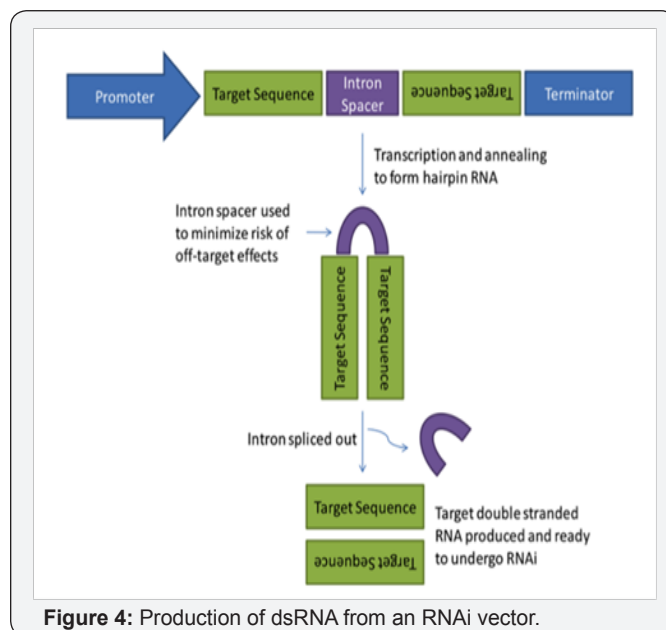 Promoter
Target Sequence
Intron
Spacer
Target Sequence
Terminator
Transcription and annealing
to form hairpin RNA
Intron spacer used
to minimize risk of
off-target effects
Target Sequence
Target Sequence
Intron spliced out
Target Sequence
Target Sequence
Target double stranded
RNA produced and ready
to undergo RNAi
Figure 4: Production of dsRNA from an RNAi vector.